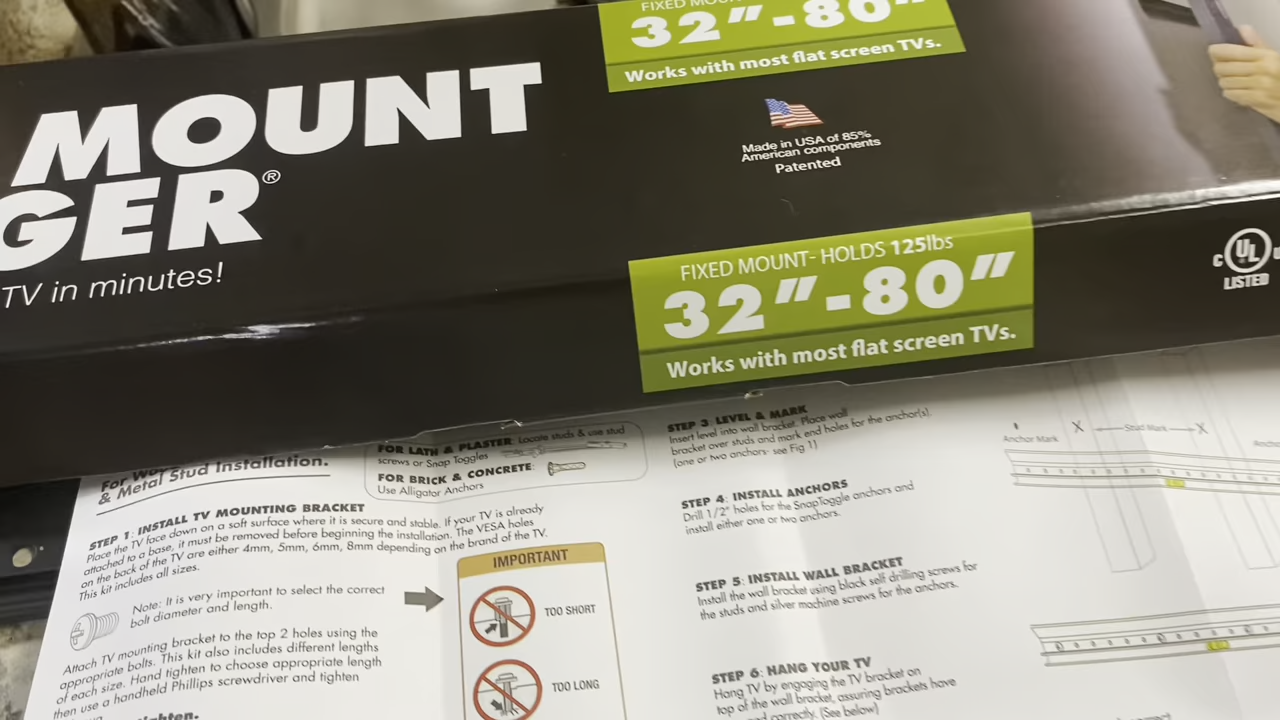 FIXED MOU
32"-80"
Works with most flat screen TVs.
MOUNT
GER®
TV in minutes!
Made in USA of 85%
American components
Patented
FIXED MOUNT- HOLDS 125lbs
32"-80"
Works with most flat screen TVs.
C UL U
LISTED
For Wo
& Metal Stud Installation.
FOR LATH & PLASTER: Locate studs & use stud
screws or Snap Toggles
FOR BRICK & CONCRETE:
Use Alligator Anchors
STEP 1: INSTALL TV MOUNTING BRACKET
Place the TV face down on a soft surface where it is secure and stable. If your TV is already
attached to a base, it must be removed before beginning the installation. The VESA holes
on the back of the TV are either 4mm, 5mm, 6mm, 8mm depending on the brand of the TV.
This kit includes all sizes.
Note: It is very important to select the correct
bolt diameter and length.
Attach TV mounting bracket to the top 2 holes using the
appropriate bolts. This kit also includes different lengths
of each size. Hand tighten to choose appropriate length
then use a handheld Phillips screwdriver and tighten
ighten.
IMPORTANT
TOO SHORT
TOO LONG
STEP 3 LEVEL & MARK
Insert level into wall bracket. Place wall
bracket over studs and mark end holes for the anchor(s).
(one or two anchors- see Fig 1)
STEP 4: INSTALL ANCHORS
Drill 1/2" holes for the SnapToggle anchors and
install either one or two anchors.
STEP 5: INSTALL WALL BRACKET
Install the wall bracket using black self drilling screws for
the studs and silver machine screws for the anchors.
STEP 6: HANG YOUR TV
Hang TV by engaging the TV bracket on
top of the wall bracket, assuring brackets have
correctly. (See below)
Anchor Mark
X
Stud Mark
X
Ancho